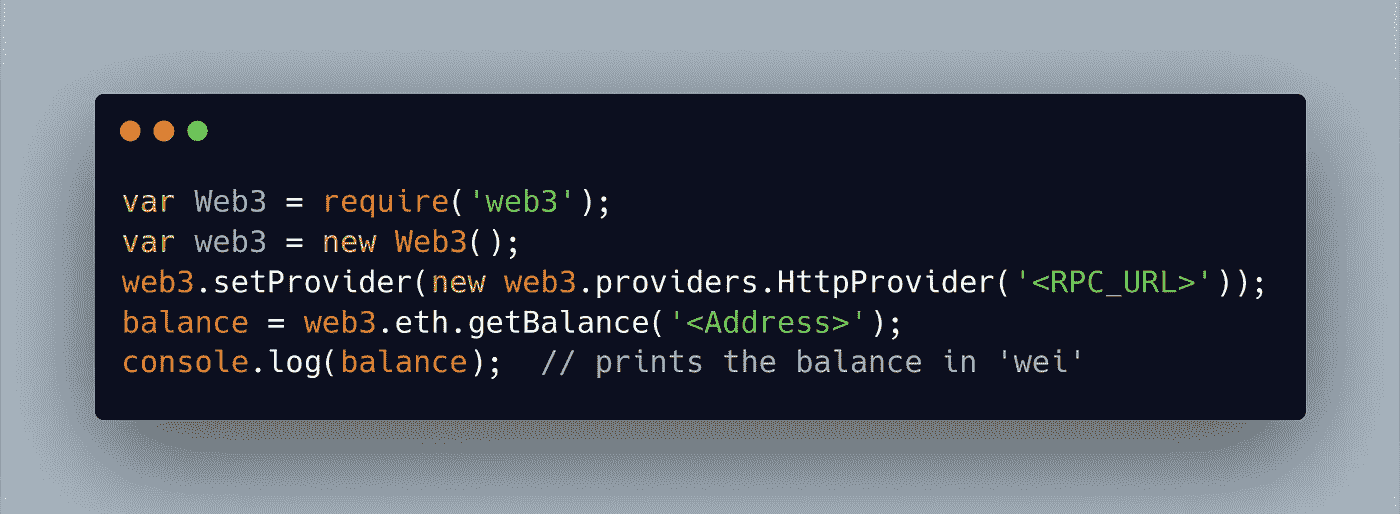 var Web3 = require('web3');
var web3 = new Web3();
web3.setProvider(new web3.providers.HttpProvider('<RPC_URL>'));
balance = web3.eth.getBalance('<Address>');
console.log(balance);  // prints the balance in 'wei'